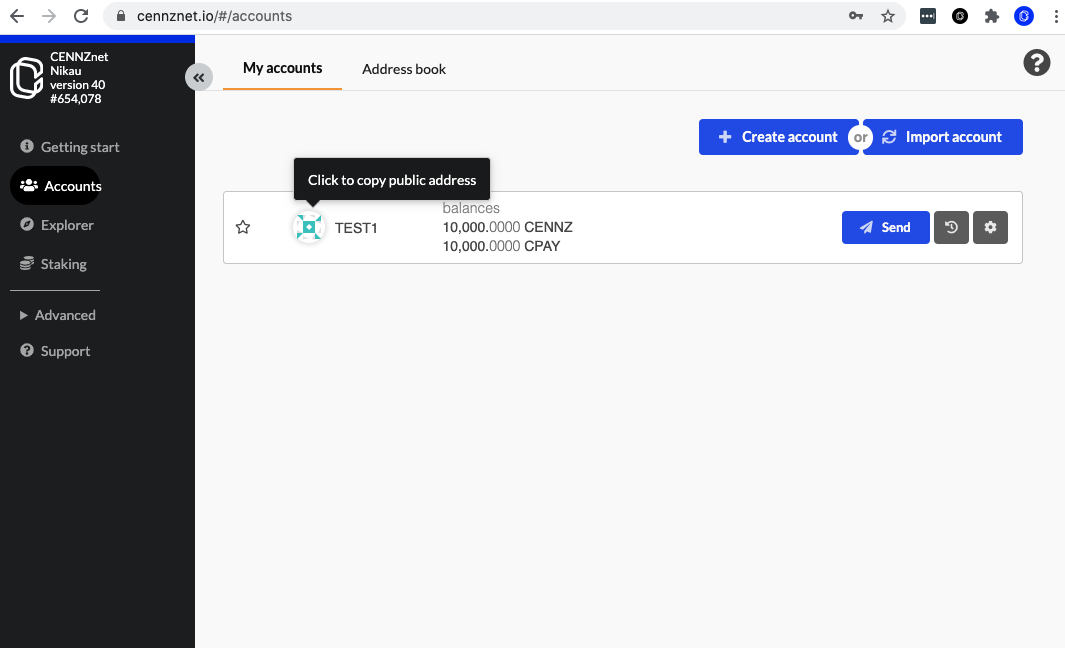 cennznet.io/#/accounts
CENNZnet
Nikau
version 40
#654,078
Getting start
Accounts
Explorer
Staking
Advanced
Support
My accounts
Address book
Create account or Import account
Click to copy public address
TEST1
balances
10,000.0000 CENNZ
10,000.0000 CPAY
Send